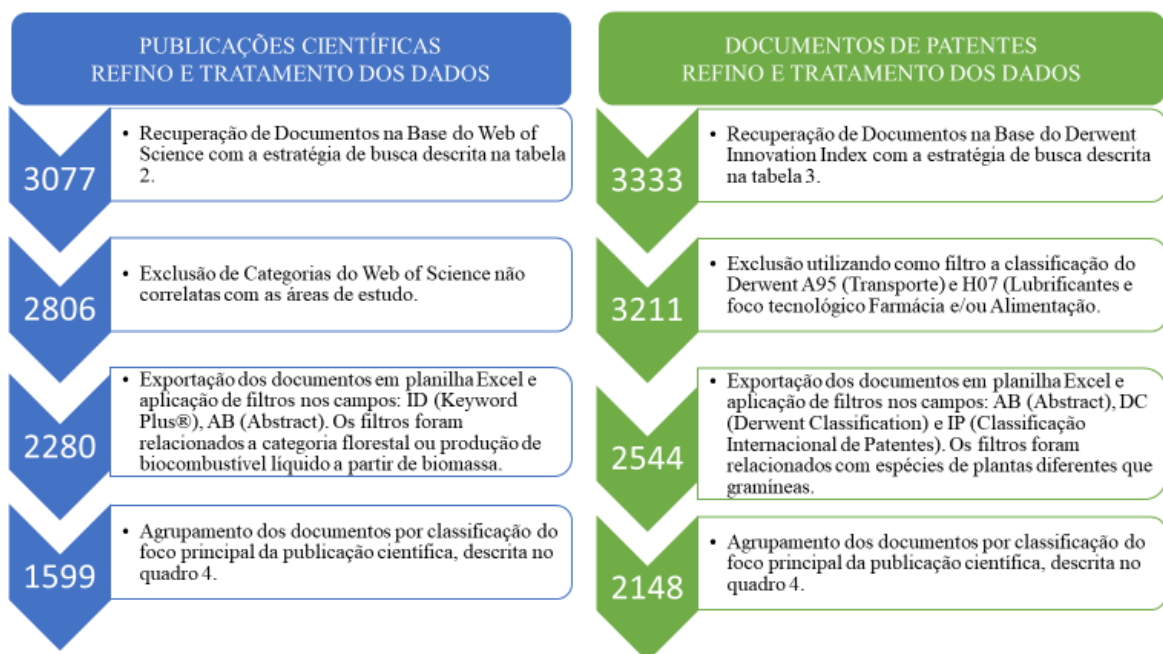 PUBLICAÇÕES CIENTÍFICAS
REFINO E TRATAMENTO DOS DADOS
3077
• Recuperação de Documentos na Base do Web of
Science com a estratégia de busca descrita na tabela
2.
2806
• Exclusão de Categorias do Web of Science não
correlatas com as áreas de estudo.
2280
• Exportação dos documentos em planilha Excel e
aplicação de filtros nos campos: ID (Keyword
Plus®), AB (Abstract). Os filtros foram
relacionados a categoria florestal ou produção de
biocombustível líquido a partir de biomassa.
1599
• Agrupamento dos documentos por classificação do
foco principal da publicação científica, descrita no
quadro 4.
DOCUMENTOS DE PATENTES
REFINO E TRATAMENTO DOS DADOS
3333
• Recuperação de Documentos na Base do Derwent
Innovation Index com a estratégia de busca descrita
na tabela 3.
3211
• Exclusão utilizando como filtro a classificação do
Derwent A95 (Transporte) e H07 (Lubrificantes e
foco tecnológico Farmácia e/ou Alimentação.
2544
• Exportação dos documentos em planilha Excel e
aplicação de filtros nos campos: AB (Abstract), DC
(Derwent Classification) e IP (Classificação
Internacional de Patentes). Os filtros foram
relacionados com espécies de plantas diferentes que
gramíneas.
2148
• Agrupamento dos documentos por classificação do
foco principal da publicação científica, descrita no
quadro 4.